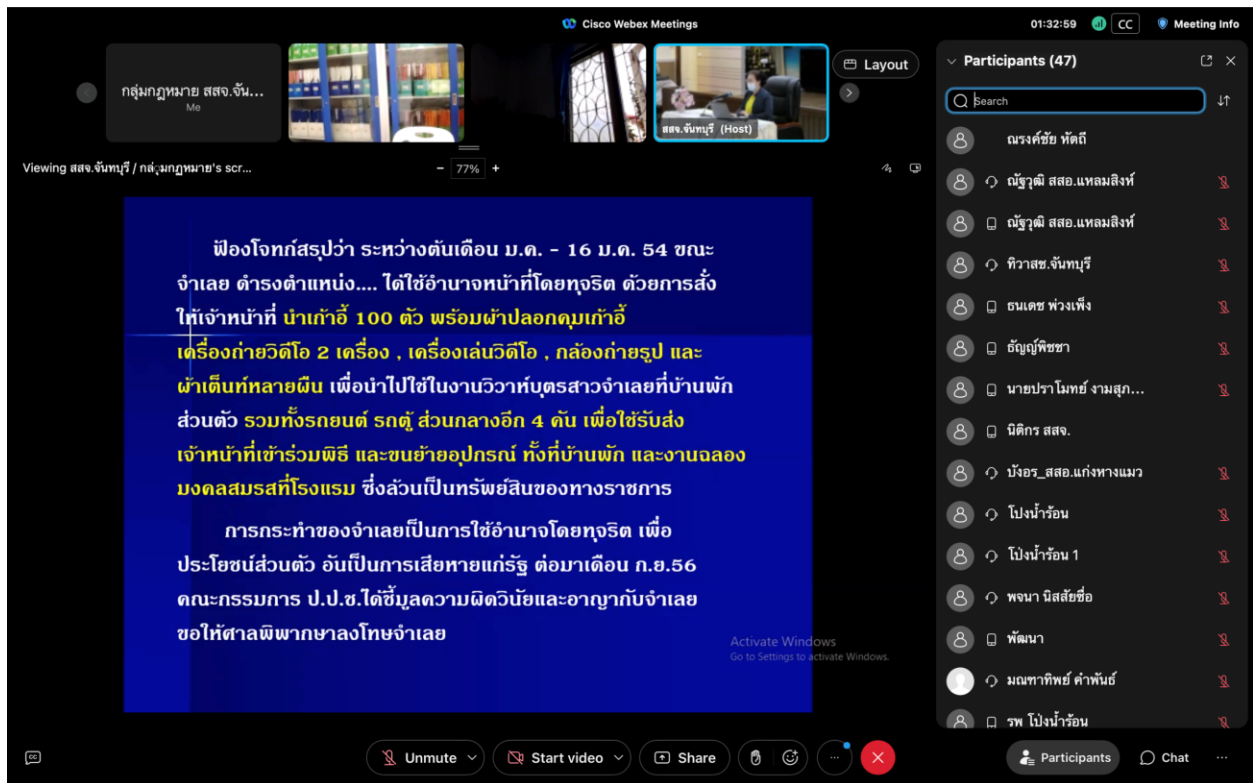 Cisco Webex Meetings
01:32:59 CC Meeting Info
กลุ่มกฎหมาย สสจ.จัน...
Me
สสจ.จันทบุรี (Host)
Layout
Viewing สสจ.จันทบุรี / กลุ่มกฎหมาย's scr...
- 77% +
ฟ้องโจทก์สรุปว่า ระหว่างต้นเดือน ม.ค. - 16 ม.ค. 54 ขณะ
จำเลย ดำรงตำแหน่ง.... ได้ใช้อำนาจหน้าที่โดยทุจริต ด้วยการสั่ง
ให้เจ้าหน้าที่ นำเก้าอี้ 100 ตัว พร้อมผ้าปลอกคุมเก้าอี้
เครื่องถ่ายวิดีโอ 2 เครื่อง , เครื่องเล่นวิดีโอ , กล้องถ่ายรูป และ
ผ้าเต็นท์หลายผืน เพื่อนำไปใช้ในงานวิวาห์บุตรสาวจำเลยที่บ้านพัก
ส่วนตัว รวมทั้งรถยนต์ รถตู้ ส่วนกลางอีก 4 คัน เพื่อใช้รับส่ง
เจ้าหน้าที่เข้าร่วมพิธี และขนย้ายอุปกรณ์ ทั้งที่บ้านพัก และงานฉลอง
มงคลสมรสที่โรงแรม ซึ่งล้วนเป็นทรัพย์สินของทางราชการ
การกระทำของจำเลยเป็นการใช้อำนาจโดยทุจริต เพื่อ
ประโยชน์ส่วนตัว อันเป็นการเสียหายแก่รัฐ ต่อมาเดือน ก.ย.56
คณะกรรมการ ป.ป.ช.ได้ชี้มูลความผิดวินัยและอาญากับจำเลย
ขอให้ศาลพิพากษาลงโทษจำเลย
Activate Windows
Go to Settings to activate Windows.
Participants (47)
Search
ณรงค์ชัย หัตถี
ณัฐวุฒิ สสอ.แหลมสิงห์
ณัฐวุฒิ สสอ.แหลมสิงห์
ทิวาสช.จันทบุรี
ธนเดช พ่วงเพ็ง
ธัญญ์พิชชา
นายปราโมทย์ งามสุภ...
นิติกร สสจ.
บังอร_สสอ.แก่งหางแมว
โปงน้ำร้อน
โป่งน้ำร้อน 1
พจนา นิสสัยซื่อ
พัฒนา
มณฑาทิพย์ คำพันธ์
รพ โป่งน้ำร้อน
Unmute
Start video
Share
Participants
Chat